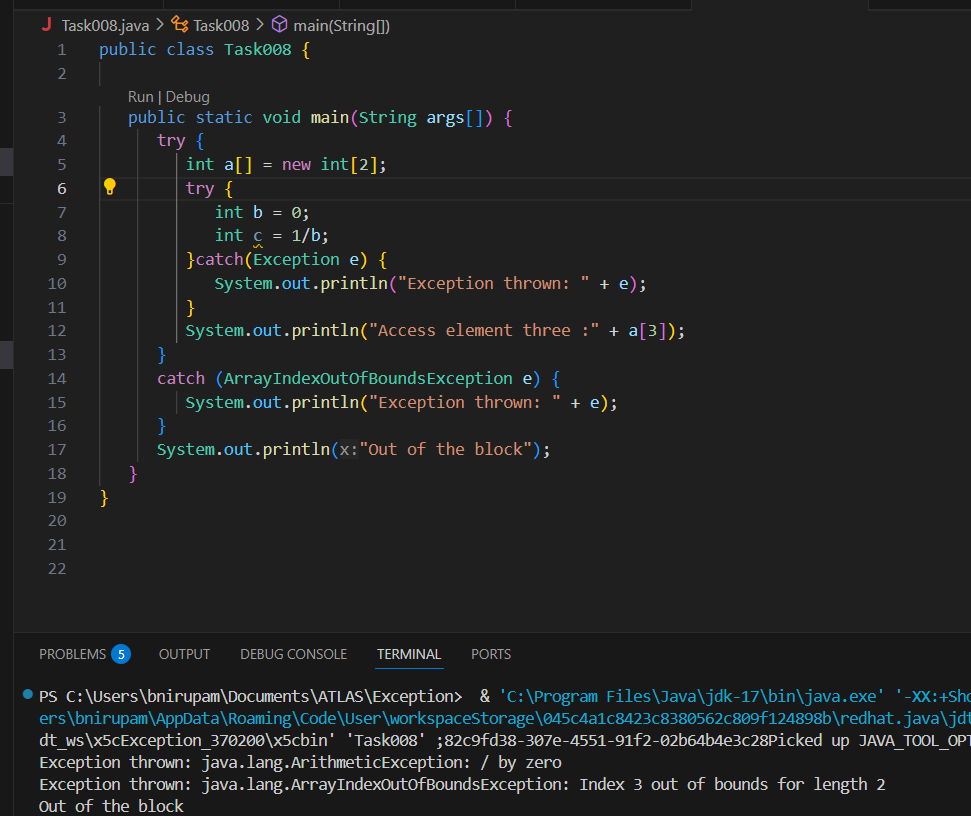 J Task008.java > Task008 > main(String[])
1 public class Task008 {
2
Run | Debug
3 public static void main(String args[]) {
4 try {
5 int a[] = new int[2];
6 try {
7 int b = 0;
8 int c = 1/b;
9 }catch(Exception e) {
10 System.out.println("Exception thrown: " + e);
11 }
12 System.out.println("Access element three :" + a[3]);
13 }
14 catch (ArrayIndexOutOfBoundsException e) {
15 System.out.println("Exception thrown: " + e);
16 }
17 System.out.println(x:"Out of the block");
18 }
19 }
20
21
22
PROBLEMS 5 OUTPUT DEBUG CONSOLE TERMINAL PORTS
PS C:\Users\bnirupam\Documents\ATLAS\Exception> & 'C:\Program Files\Java\jdk-17\bin\java.exe' '-XX:+Sho
ers\bnirupam\AppData\Roaming\Code\User\workspaceStorage\045c4a1c8423c8380562c809f124898b\redhat.java\jdt
dt_ws\x5cException_370200\x5cbin' 'Task008' ;82c9fd38-307e-4551-91f2-02b64b4e3c28Picked up JAVA_TOOL_OPT
Exception thrown: java.lang.ArithmeticException: / by zero
Exception thrown: java.lang.ArrayIndexOutOfBoundsException: Index 3 out of bounds for length 2
Out of the block